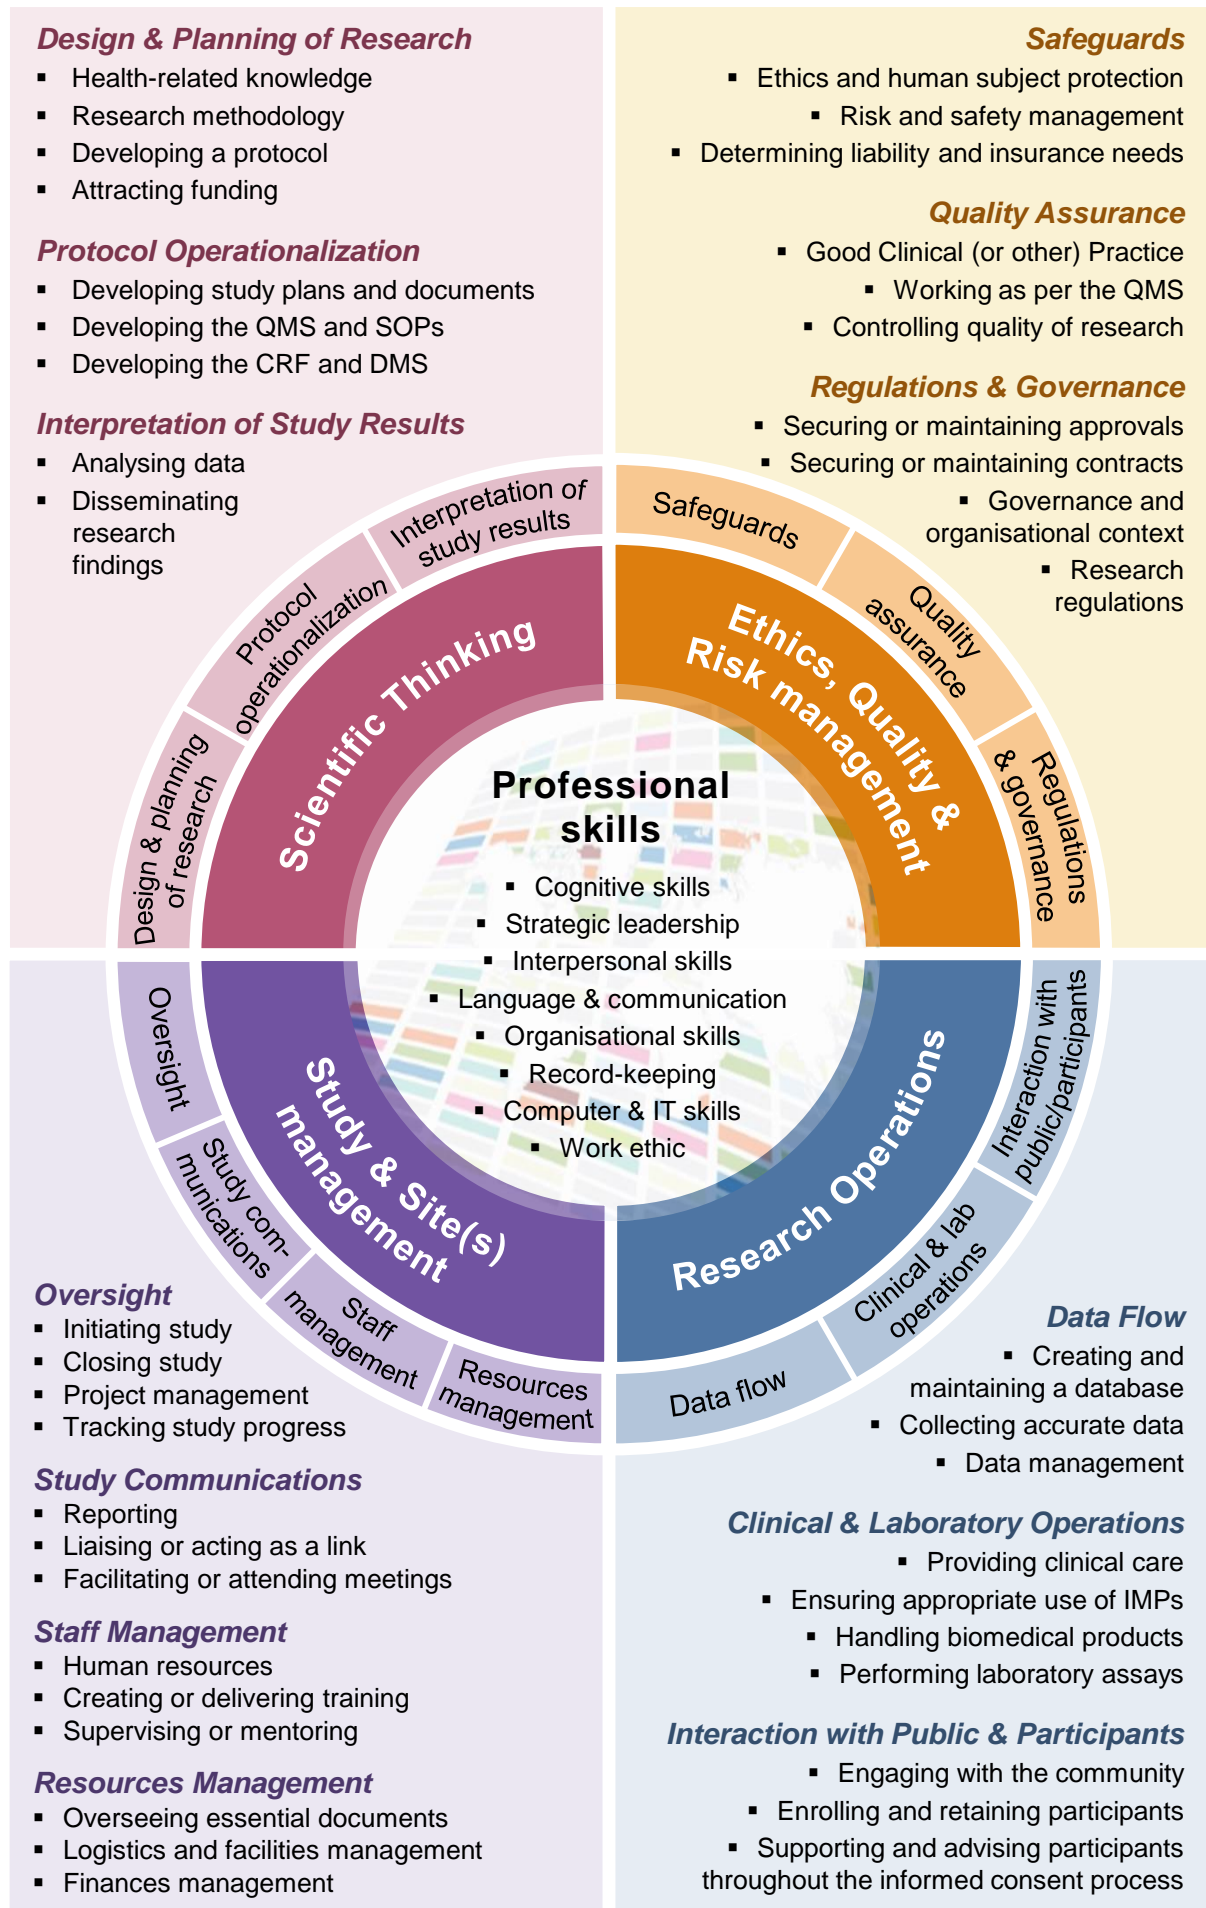 Design & Planning of Research
▪ Health-related knowledge
▪ Research methodology
▪ Developing a protocol
▪ Attracting funding
Protocol Operationalization
▪ Developing study plans and documents
▪ Developing the QMS and SOPs
▪ Developing the CRF and DMS
Interpretation of Study Results
▪ Analysing data
▪ Disseminating
research
findings
Safeguards
▪ Ethics and human subject protection
▪ Risk and safety management
▪ Determining liability and insurance needs
Quality Assurance
▪ Good Clinical (or other) Practice
▪ Working as per the QMS
▪ Controlling quality of research
Regulations & Governance
▪ Securing or maintaining approvals
▪ Securing or maintaining contracts
▪ Governance and
organisational context
▪ Research
regulations
Design & planning
of research
Protocol
operationalization
Interpretation of
study results
Safeguards
Quality
assurance
Regulations
& governance
Scientific Thinking
Ethics, Quality &
Risk management
Professional
skills
▪ Cognitive skills
▪ Strategic leadership
▪ Interpersonal skills
▪ Language & communication
▪ Organisational skills
▪ Record-keeping
▪ Computer & IT skills
▪ Work ethic
Study & Site(s)
management
Research Operations
Oversight
Study com-
munications
Staff
management
Resources
management
Data flow
Clinical & lab
operations
Interaction with
public/participants
Oversight
▪ Initiating study
▪ Closing study
▪ Project management
▪ Tracking study progress
Study Communications
▪ Reporting
▪ Liaising or acting as a link
▪ Facilitating or attending meetings
Staff Management
▪ Human resources
▪ Creating or delivering training
▪ Supervising or mentoring
Resources Management
▪ Overseeing essential documents
▪ Logistics and facilities management
▪ Finances management
Data Flow
▪ Creating and
maintaining a database
▪ Collecting accurate data
▪ Data management
Clinical & Laboratory Operations
▪ Providing clinical care
▪ Ensuring appropriate use of IMPs
▪ Handling biomedical products
▪ Performing laboratory assays
Interaction with Public & Participants
▪ Engaging with the community
▪ Enrolling and retaining participants
▪ Supporting and advising participants
throughout the informed consent process